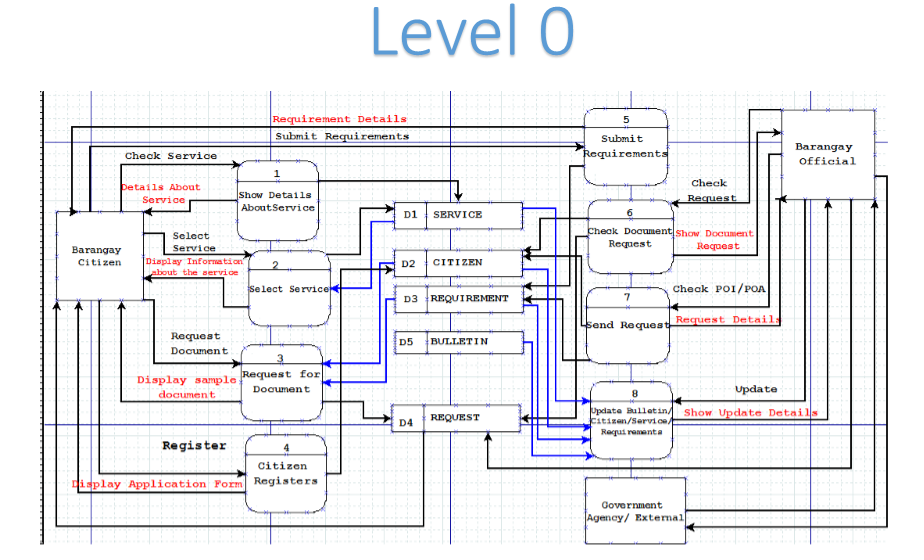 Level 0
Requirement Details
Submit Requirements
Check Service
Details About
Service
1
Show Details
AboutService
Select
Service
Display Information
about the service
Barangay
Citizen
2
Select Service
Request
Document
3
Request for
Document
Display sample
document
Register
4
Citizen
Registers
Display Application Form
D1 SERVICE
D2 CITIZEN
D3 REQUIREMENT
D5 BULLETIN
D4 REQUEST
5
Submit
Requirements
Barangay
Official
Check
Request
6
Check Document
Request
Show Document
Request
Check POI/POA
7
Send Request
Request Details
Update
8
Update Bulletin/
Citizen/Service/
Requirements
Show Update Details
Government
Agency/ External